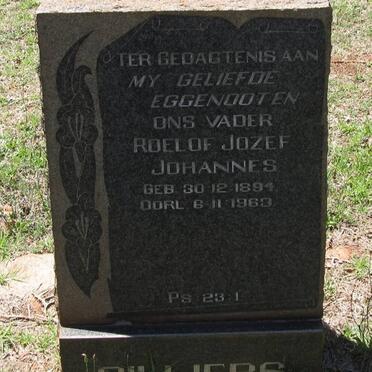 TER GEDAGTENIS AAN
MY GELIEFDE
EGGENOOT EN
ONS VADER
ROELOF JOZEF
JOHANNES
GEB. 30·12·1894.
OORL. 6·11·1963.
PS. 23:1
CILLIERS